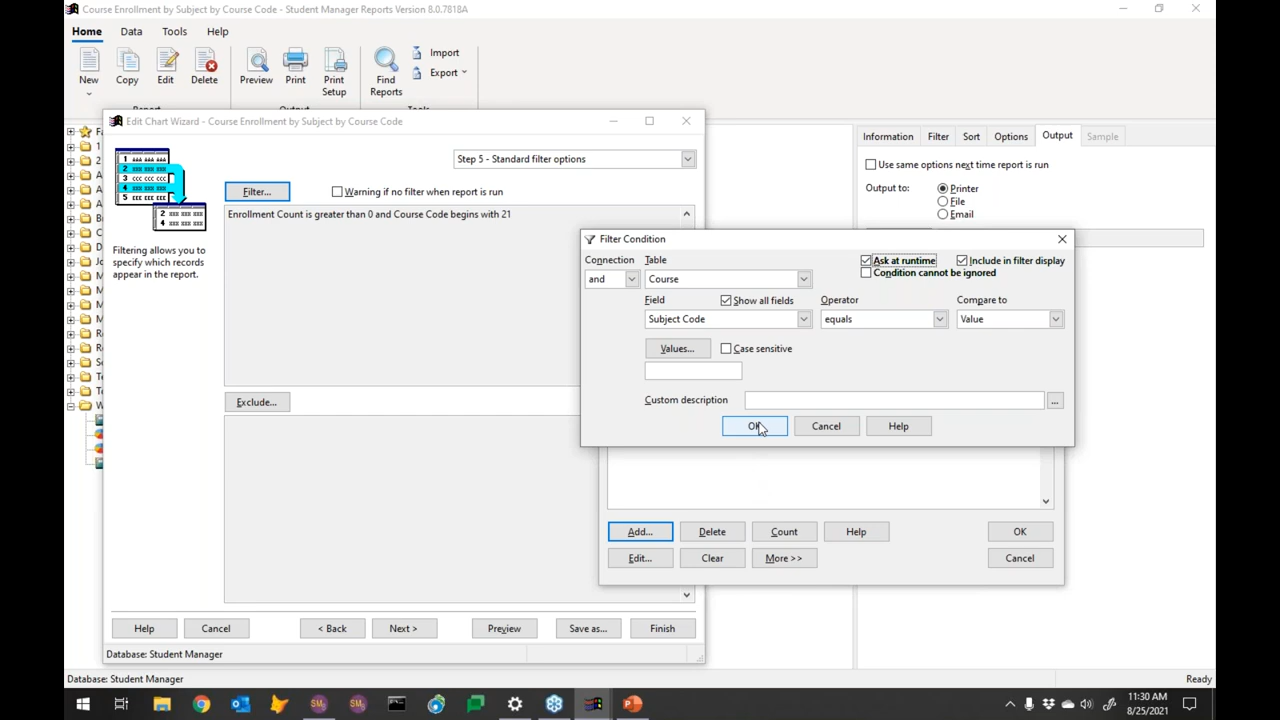 Course Enrollment by Subject by Course Code - Student Manager Reports Version 8.0.7818A
Home Data Tools Help
New Copy Edit Delete Preview Print Print Setup Find Reports Import Export
Output
Edit Chart Wizard - Course Enrollment by Subject by Course Code
Step 5 - Standard filter options
Filter... Warning if no filter when report is run
Enrollment Count is greater than 0 and Course Code begins with 21
Filtering allows you to
specify which records
appear in the report.
Exclude...
Help Cancel < Back Next > Preview Save as... Finish
Database: Student Manager
Information Filter Sort Options Output Sample
Use same options next time report is run
Output to: Printer
File
Email
Filter Condition
Connection Table Ask at runtime Include in filter display
and Course Condition cannot be ignored
Field Show all fields Operator Compare to
Subject Code equals Value
Values... Case sensitive
Custom description ...
OK Cancel Help
Add... Delete Count Help OK
Edit... Clear More >> Cancel
Database: Student Manager Ready
11:30 AM
8/25/2021